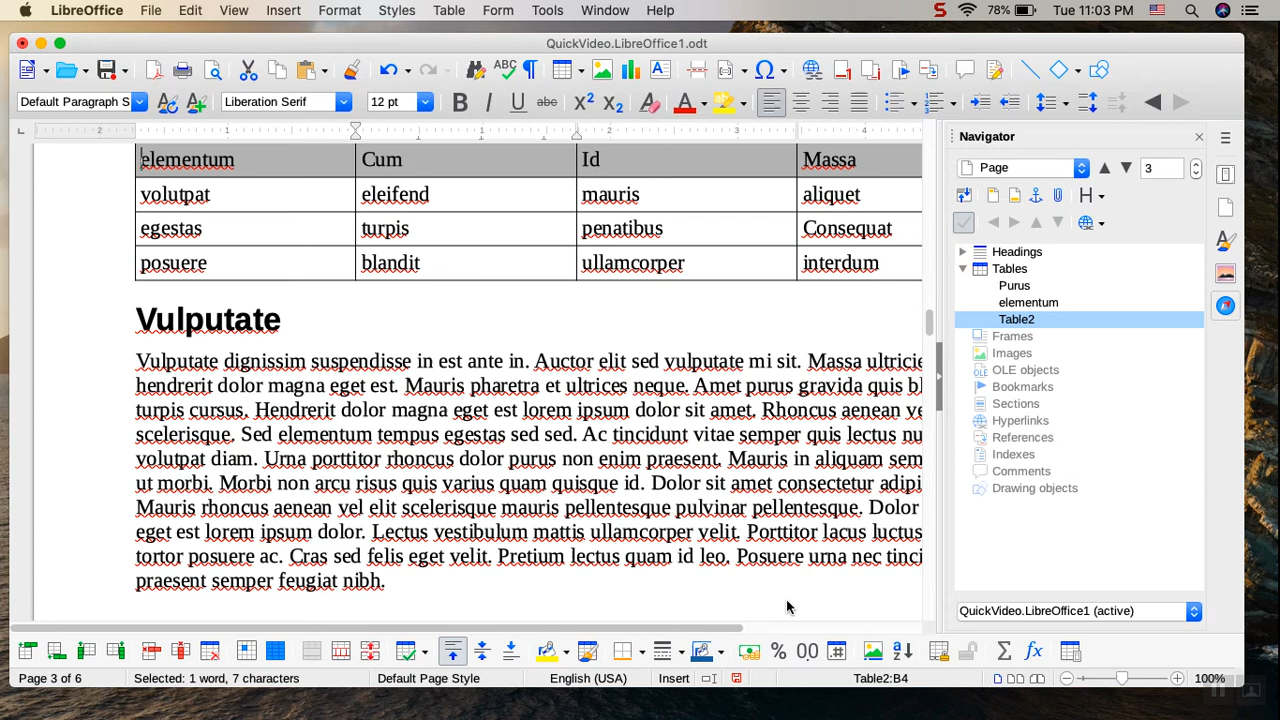 LibreOffice File Edit View Insert Format Styles Table Form Tools Window Help 78% Tue 11:03 PM
QuickVideo.LibreOffice1.odt
Default Paragraph S Liberation Serif 12 pt
2 1 1 2 3 4
Navigator
Page 3
elementum Cum Id Massa
volutpat eleifend mauris aliquet
egestas turpis penatibus Consequat
posuere blandit ullamcorper interdum
Vulputate
Vulputate dignissim suspendisse in est ante in. Auctor elit sed vulputate mi sit. Massa ultricie
hendrerit dolor magna eget est. Mauris pharetra et ultrices neque. Amet purus gravida quis bl
turpis cursus. Hendrerit dolor magna eget est lorem ipsum dolor sit amet. Rhoncus aenean ve
scelerisque. Sed elementum tempus egestas sed sed. Ac tincidunt vitae semper quis lectus nu
volutpat diam. Urna porttitor rhoncus dolor purus non enim praesent. Mauris in aliquam sem
ut morbi. Morbi non arcu risus quis varius quam quisque id. Dolor sit amet consectetur adipi
Mauris rhoncus aenean vel elit scelerisque mauris pellentesque pulvinar pellentesque. Dolor
eget est lorem ipsum dolor. Lectus vestibulum mattis ullamcorper velit. Porttitor lacus luctus
tortor posuere ac. Cras sed felis eget velit. Pretium lectus quam id leo. Posuere urna nec tinci
praesent semper feugiat nibh.
Headings
Tables
Purus
elementum
Table2
Frames
Images
OLE objects
Bookmarks
Sections
Hyperlinks
References
Indexes
Comments
Drawing objects
QuickVideo.LibreOffice1 (active)
Page 3 of 6 Selected: 1 word, 7 characters Default Page Style English (USA) Insert Table2:B4 100%